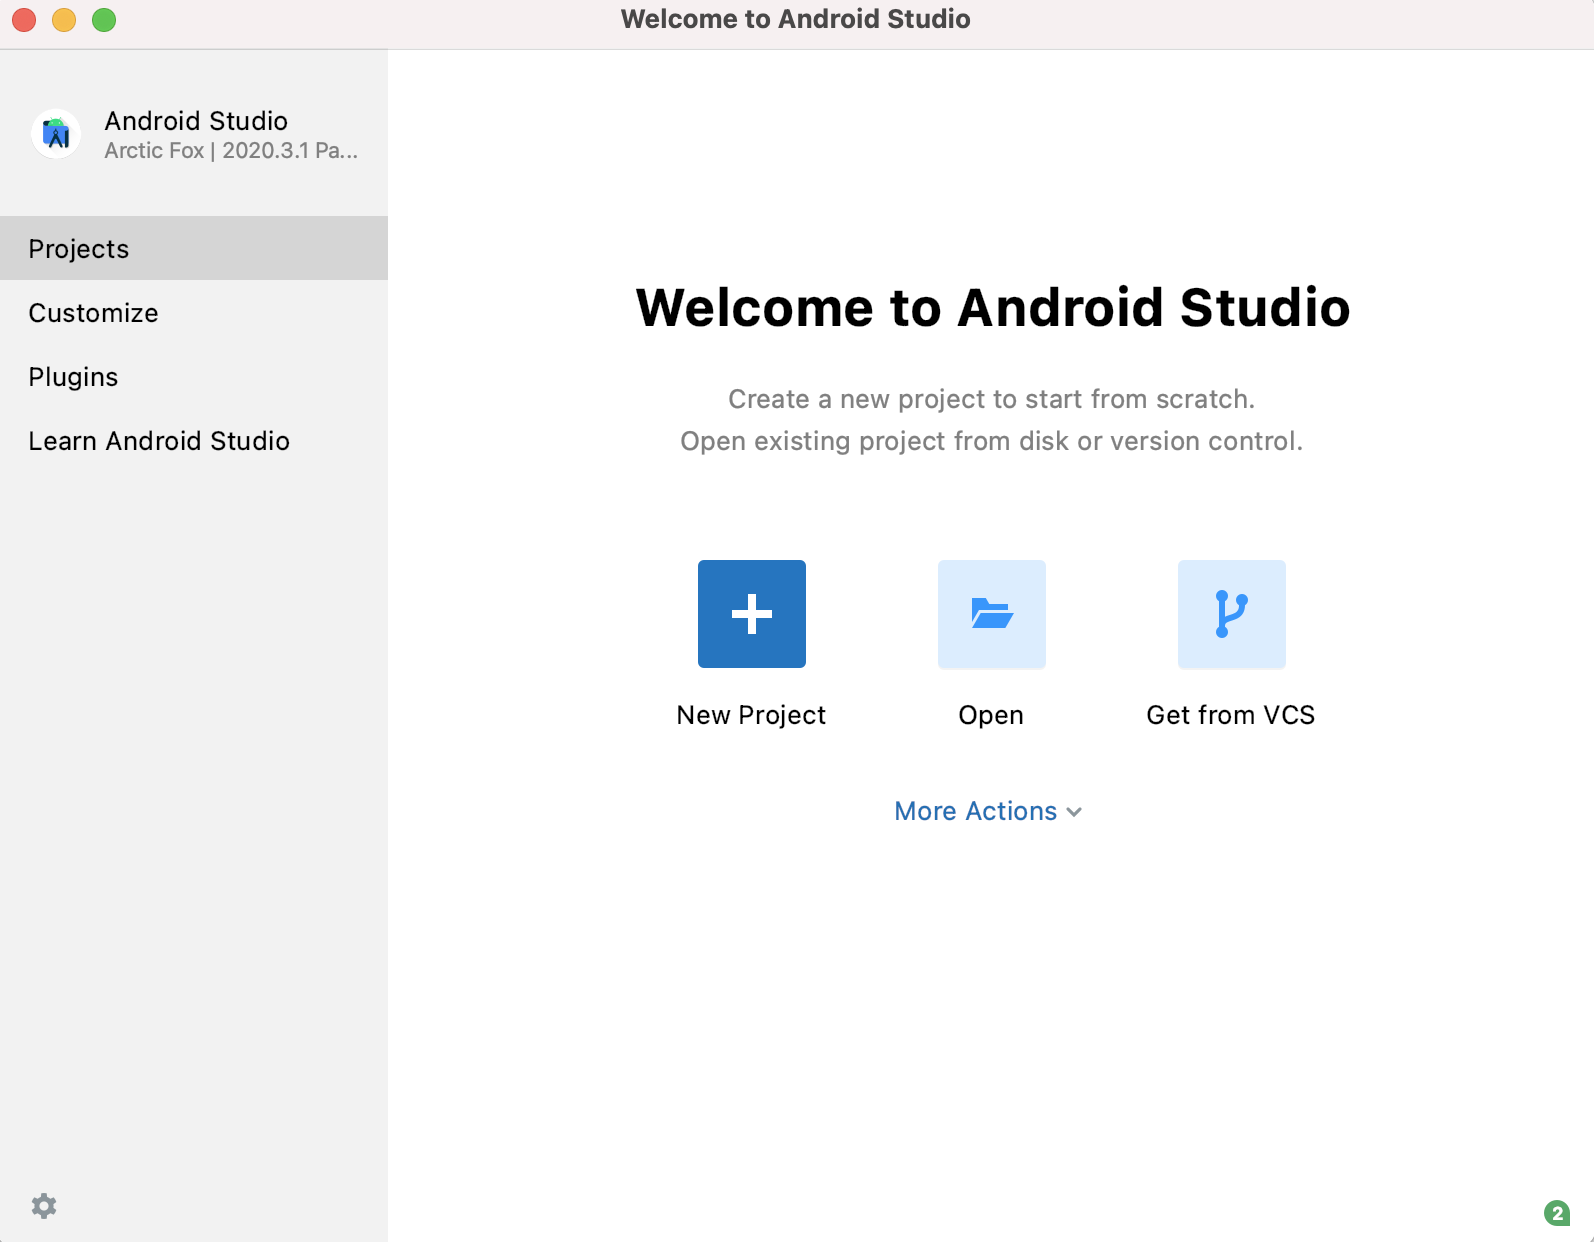 Welcome to Android Studio
Android Studio
Arctic Fox | 2020.3.1 Pa...
Projects
Customize
Plugins
Learn Android Studio
Welcome to Android Studio
Create a new project to start from scratch.
Open existing project from disk or version control.
New Project
Open
Get from VCS
More Actions
2